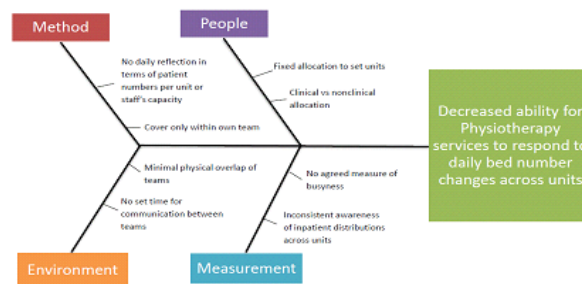 Method
People
No daily reflection in
terms of patient
numbers per unit or
staff's capacity
Cover only within own team
Fixed allocation to set units
Clinical vs nonclinical
allocation
Decreased ability for
Physiotherapy
services to respond to
daily bed number
changes across units
Minimal physical overlap of
teams
No set time for
communication between
teams
No agreed measure of
busyness
Inconsistent awareness
of inpatient distributions
across units
Environment
Measurement